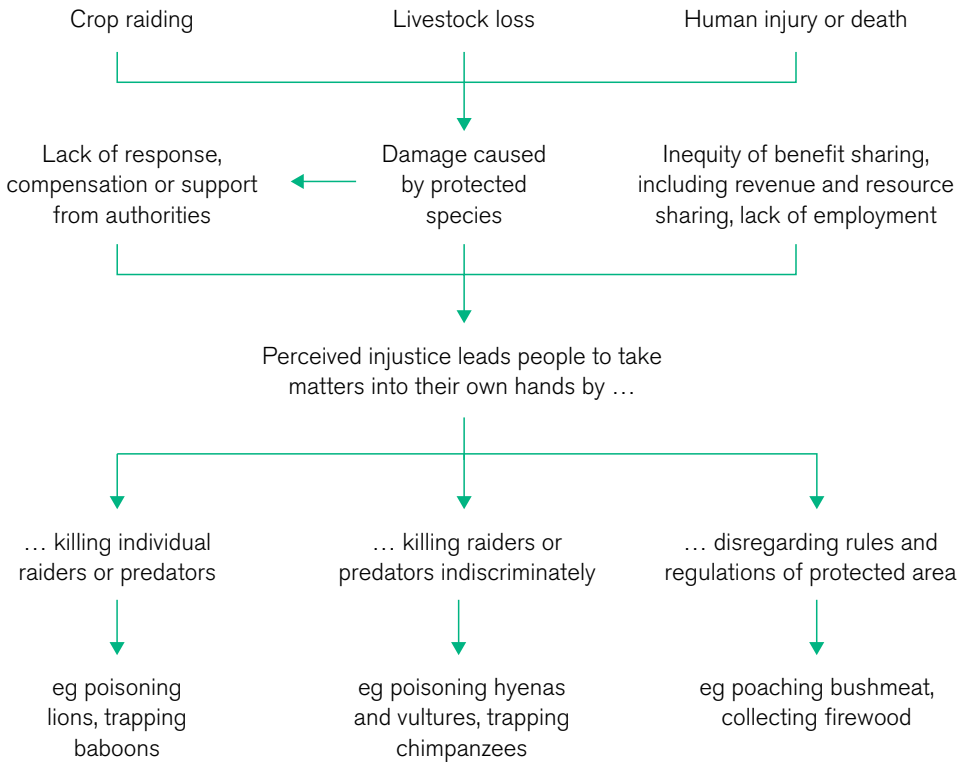 Crop raiding
Livestock loss
Human injury or death
Lack of response,
compensation or support
from authorities
Damage caused
by protected
species
Inequity of benefit sharing,
including revenue and resource
sharing, lack of employment
Perceived injustice leads people to take
matters into their own hands by …
… killing individual
raiders or predators
… killing raiders or
predators indiscriminately
… disregarding rules and
regulations of protected area
eg poisoning
lions, trapping
baboons
eg poisoning hyenas
and vultures, trapping
chimpanzees
eg poaching bushmeat,
collecting firewood